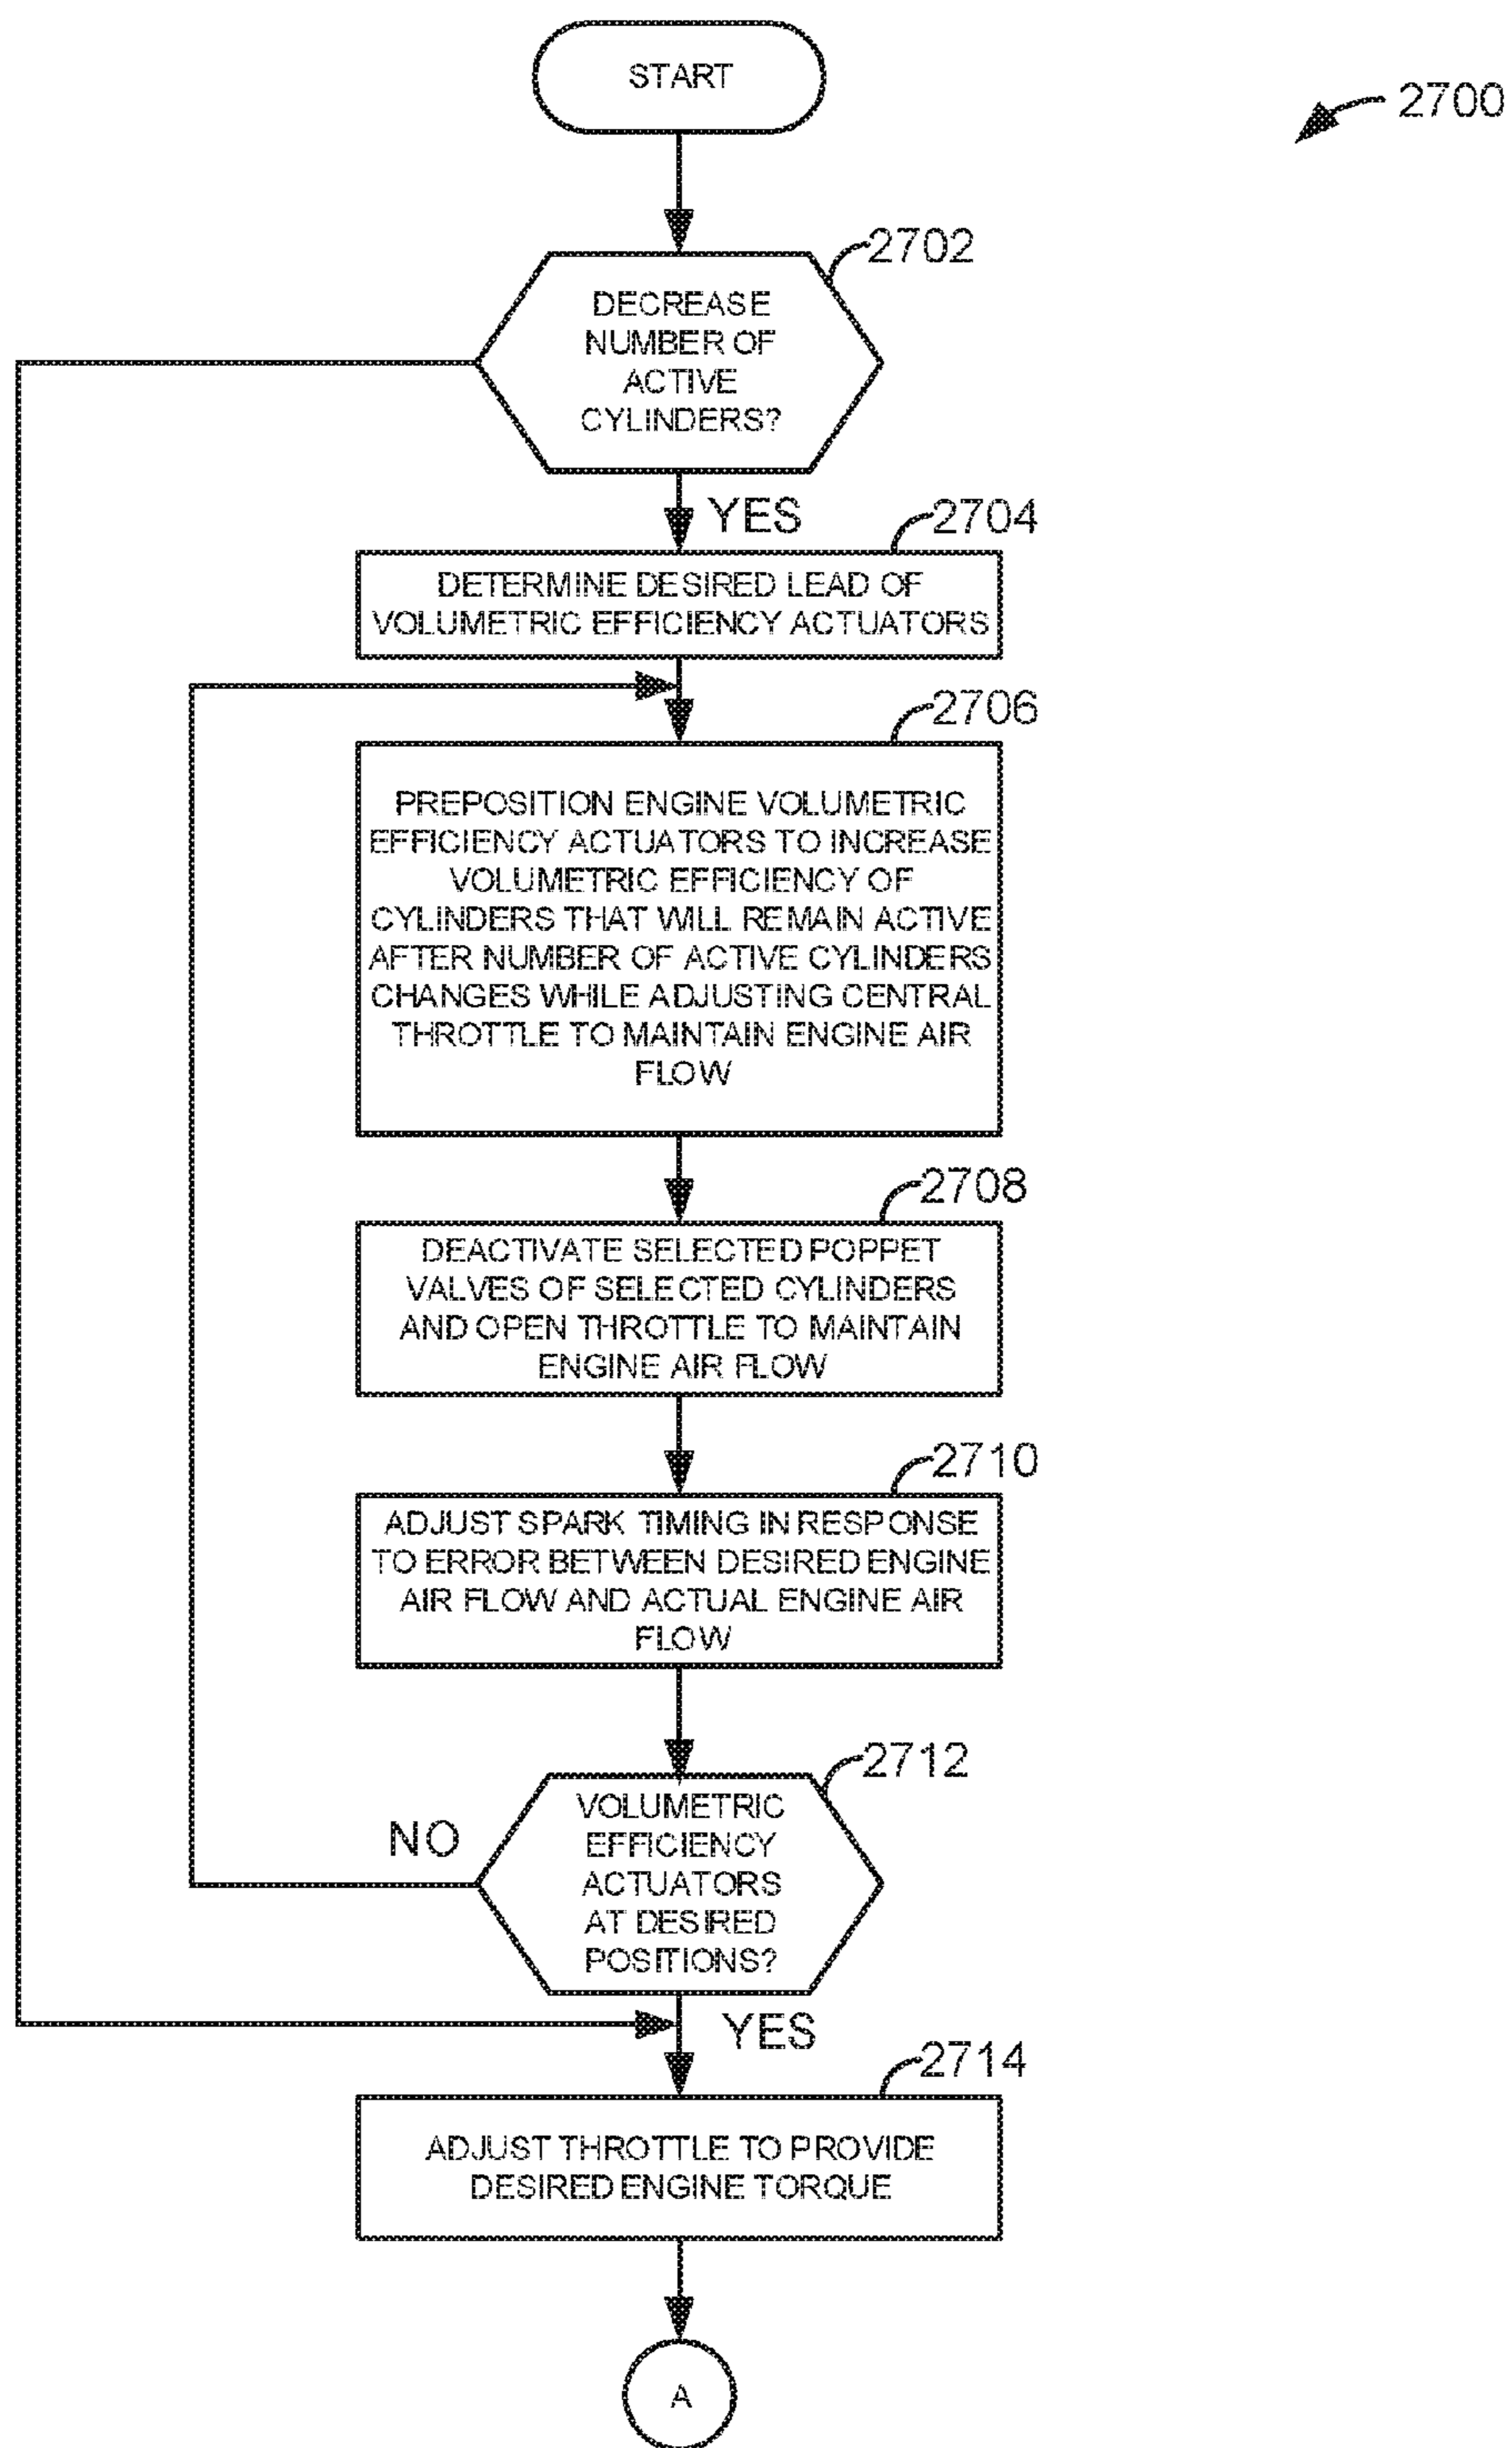 START
2700
2702
DECREASE
NUMBER OF
ACTIVE
CYLINDERS?
YES
2704
DETERMINE DESIRED LEAD OF
VOLUMETRIC EFFICIENCY ACTUATORS
2706
PREPOSITION ENGINE VOLUMETRIC
EFFICIENCY ACTUATORS TO INCREASE
VOLUMETRIC EFFICIENCY OF
CYLINDERS THAT WILL REMAIN ACTIVE
AFTER NUMBER OF ACTIVE CYLINDERS
CHANGES WHILE ADJUSTING CENTRAL
THROTTLE TO MAINTAIN ENGINE AIR
FLOW
2708
DEACTIVATE SELECTED POPPET
VALVES OF SELECTED CYLINDERS
AND OPEN THROTTLE TO MAINTAIN
ENGINE AIR FLOW
2710
ADJUST SPARK TIMING IN RESPONSE
TO ERROR BETWEEN DESIRED ENGINE
AIR FLOW AND ACTUAL ENGINE AIR
FLOW
2712
VOLUMETRIC
EFFICIENCY
ACTUATORS
AT DESIRED
POSITIONS?
NO
YES
2714
ADJUST THROTTLE TO PROVIDE
DESIRED ENGINE TORQUE
A